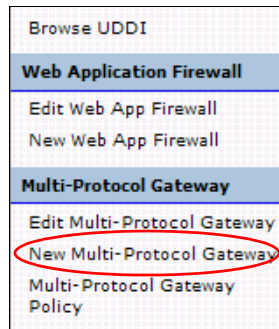 Browse UDDI
Web Application Firewall
Edit Web App Firewall
New Web App Firewall
Multi-Protocol Gateway
Edit Multi-Protocol Gateway
New Multi-Protocol Gateway
Multi-Protocol Gateway
Policy